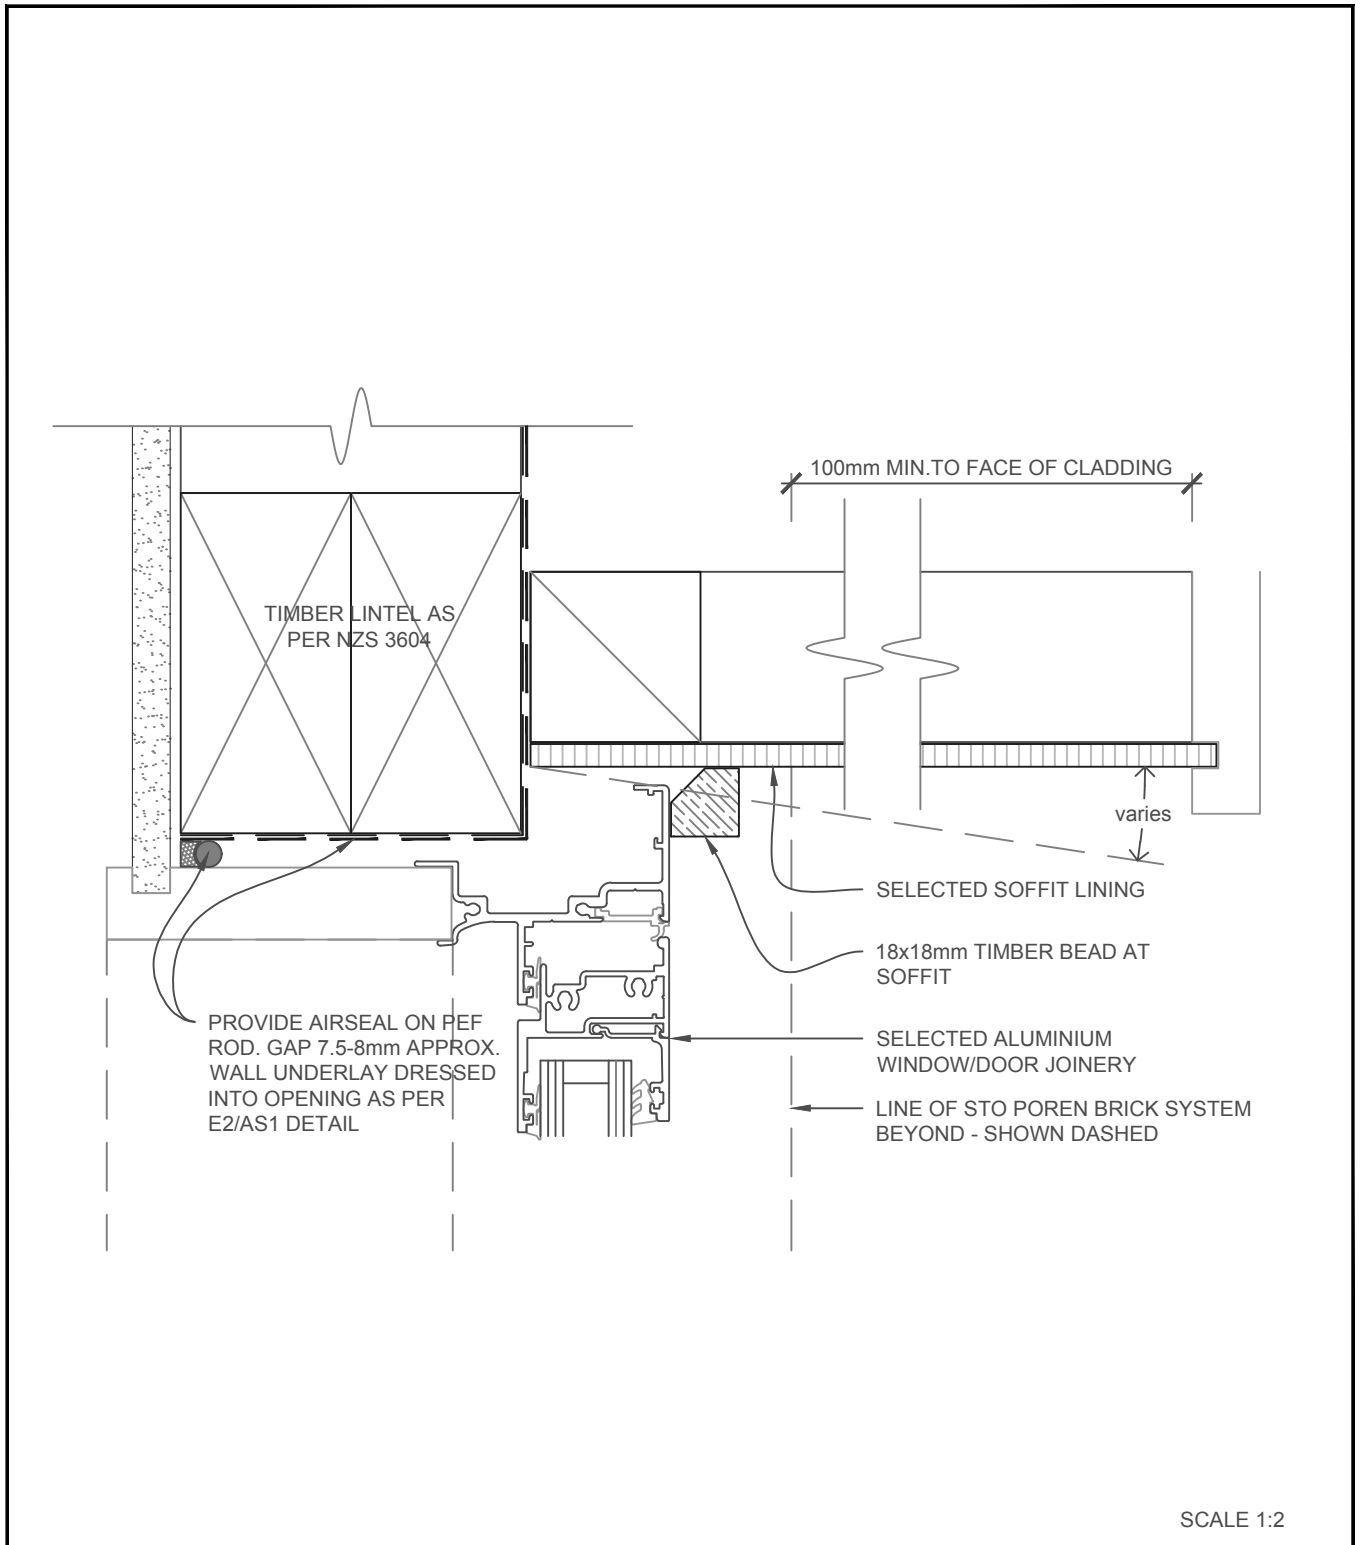 100mm MIN.TO FACE OF CLADDING
TIMBER LINTEL AS
PER NZS 3604
varies
SELECTED SOFFIT LINING
18x18mm TIMBER BEAD AT
SOFFIT
PROVIDE AIRSEAL ON PEF
ROD. GAP 7.5-8mm APPROX.
WALL UNDERLAY DRESSED
INTO OPENING AS PER
E2/AS1 DETAIL
SELECTED ALUMINIUM
WINDOW/DOOR JOINERY
LINE OF STO POREN BRICK SYSTEM
BEYOND - SHOWN DASHED
SCALE 1:2